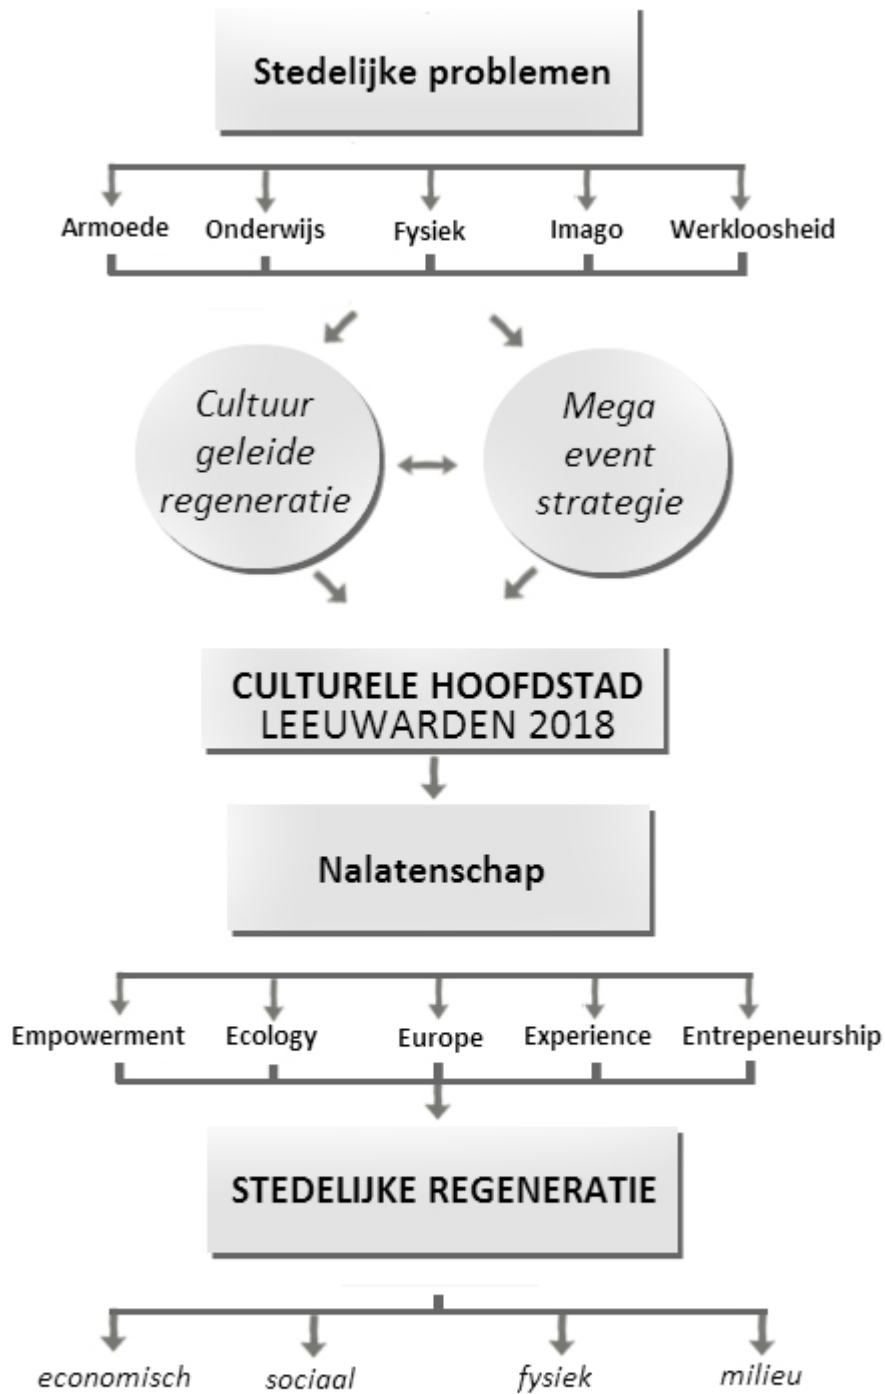 Stedelijke problemen
Armoede Onderwijs Fysiek Imago Werkloosheid
Cultuur
geleide
regeneratie
Mega
event
strategie
CULTURELE HOOFDSTAD
LEEUWARDEN 2018
Nalatenschap
Empowerment Ecology Europe Experience Entrepeneurship
STEDELIJKE REGENERATIE
economisch sociaal fysiek milieu